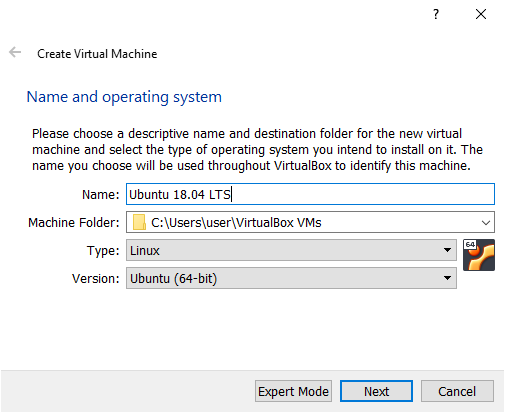 ?
Create Virtual Machine
Name and operating system
Please choose a descriptive name and destination folder for the new virtual
machine and select the type of operating system you intend to install on it. The
name you choose will be used throughout VirtualBox to identify this machine.
Name: Ubuntu 18.04 LTS
Machine Folder: C:\Users\user\VirtualBox VMs
Type: Linux 64
Version: Ubuntu (64-bit)
Expert Mode Next Cancel